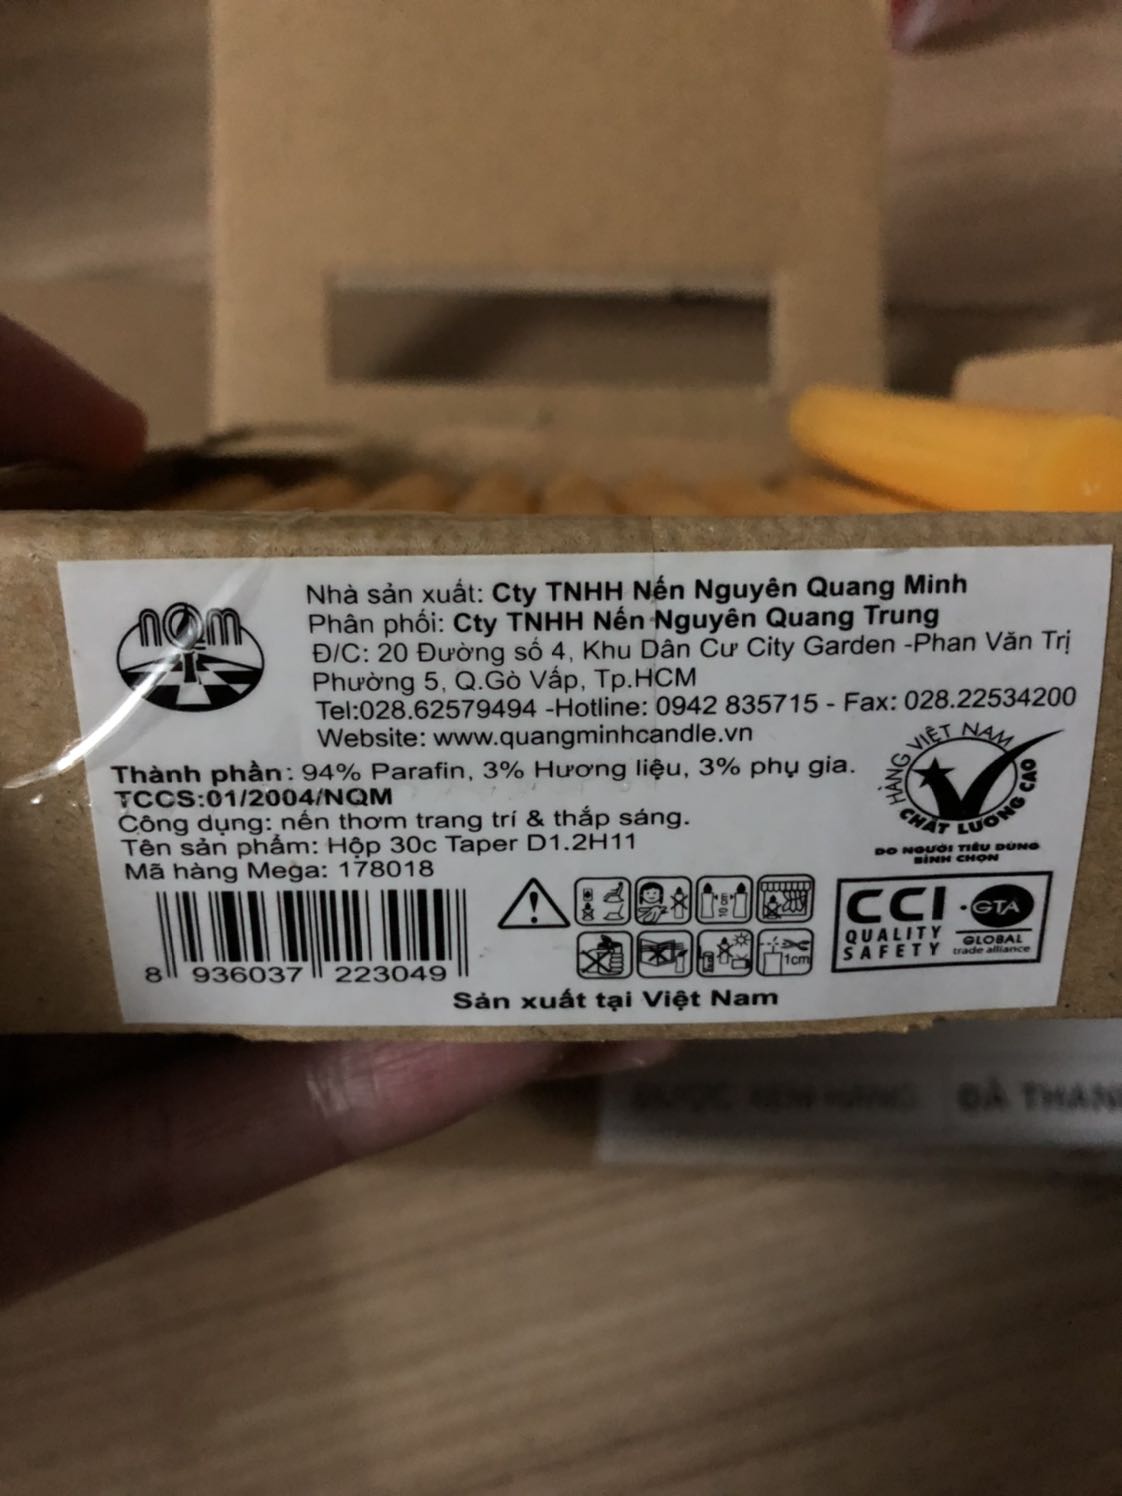 nQm
Nhà sản xuất: Cty TNHH Nến Nguyên Quang Minh
Phân phối: Cty TNHH Nến Nguyên Quang Trung
Đ/C: 20 Đường số 4, Khu Dân Cư City Garden -Phan Văn Trị
Phường 5, Q.Gò Vấp, Tp.HCM
Tel:028.62579494 -Hotline: 0942 835715 - Fax: 028.22534200
Website: www.quangminhcandle.vn
Thành phần: 94% Parafin, 3% Hương liệu, 3% phụ gia.
TCCS:01/2004/NQM
Công dụng: nến thơm trang trí & thắp sáng.
Tên sản phẩm: Hộp 30c Taper D1.2H11
Mã hàng Mega: 178018
HÀNG VIỆT NAM
CHẤT LƯỢNG CAO
DO NGƯỜI TIÊU DÙNG
BÌNH CHỌN
8 936037 223049
1cm
CCI
QUALITY
SAFETY
GTA
GLOBAL
trade alliance
Sản xuất tại Việt Nam
ĐÃ THAN